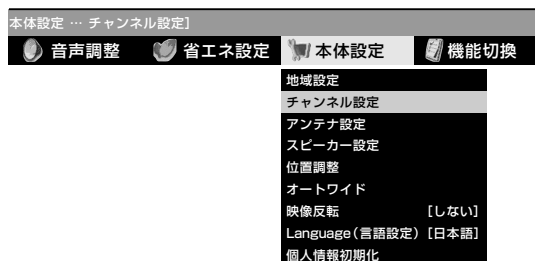 本体設定 … チャンネル設定]
音声調整 省エネ設定 本体設定 機能切換
地域設定
チャンネル設定
アンテナ設定
スピーカー設定
位置調整
オートワイド
映像反転 [しない]
Language(言語設定) [日本語]
個人情報初期化